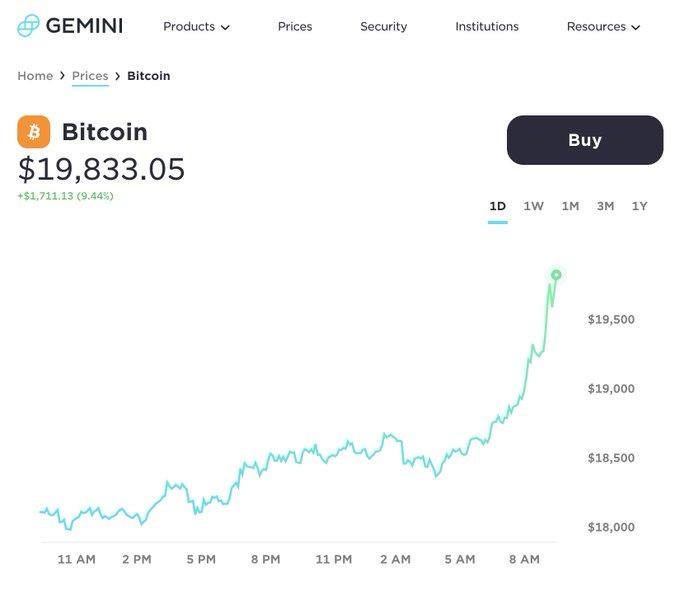 GEMINI Products Prices Security Institutions Resources
Home > Prices > Bitcoin
Bitcoin
Buy
$19,833.05
+$1,711.13 (9.44%)
1D 1W 1M 3M 1Y
$19,500
$19,000
$18,500
$18,000
11 AM 2 PM 5 PM 8 PM 11 PM 2 AM 5 AM 8 AM